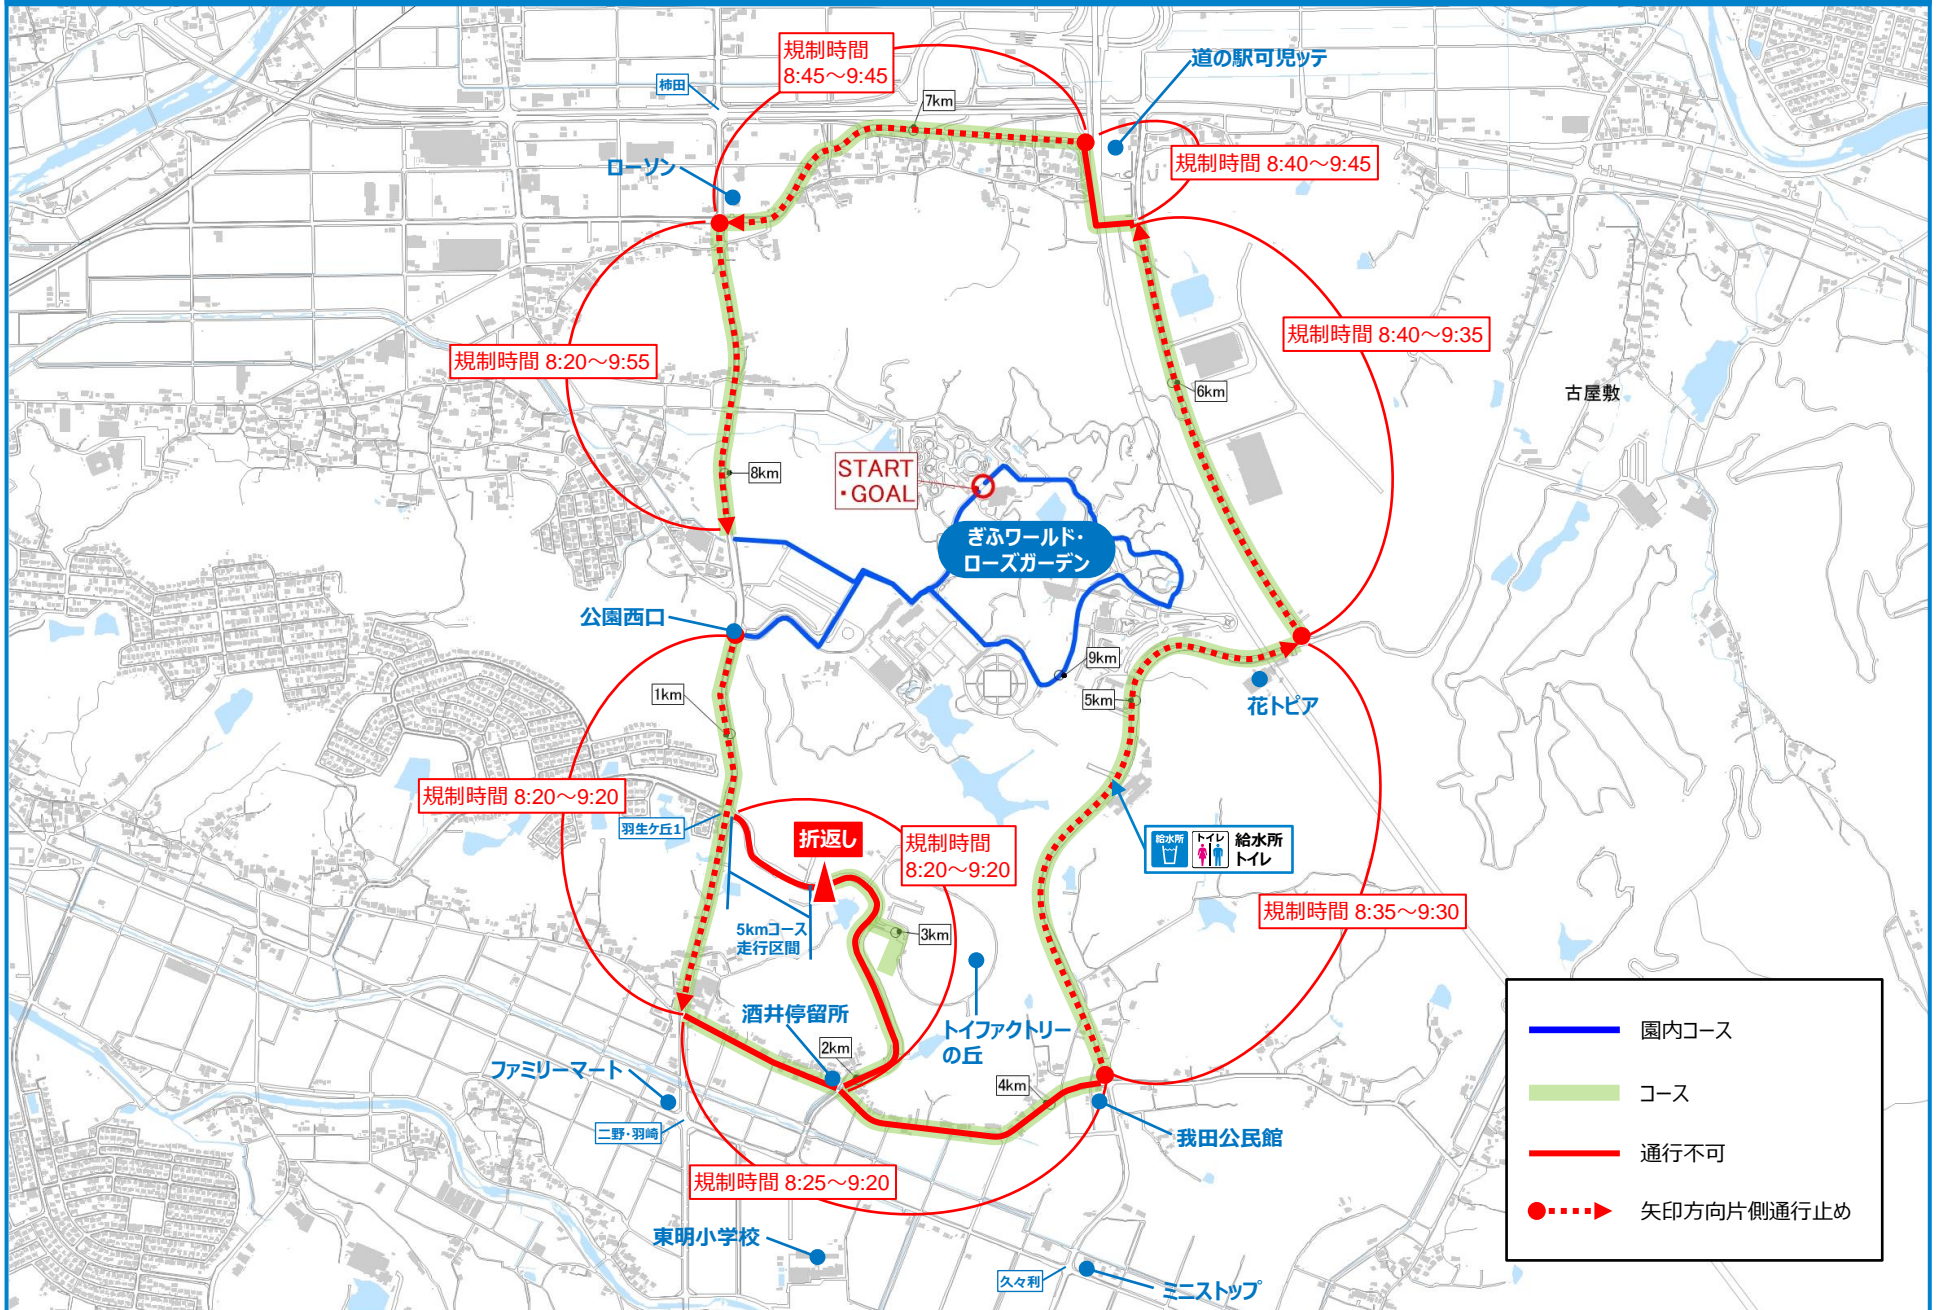 規制時間
8:45～9:45
道の駅可児ッテ
柿田
7km
ローソン
規制時間 8:40～9:45
規制時間 8:20～9:55
規制時間 8:40～9:35
6km
古屋敷
8km
START
・GOAL
ぎふワールド・
ローズガーデン
公園西口
9km
1km
5km
花トピア
規制時間 8:20～9:20
羽生ケ丘1
折返し
規制時間
8:20～9:20
給水所
トイレ
給水所
トイレ
規制時間 8:35～9:30
5kmコース
走行区間
3km
酒井停留所
トイファクトリー
の丘
2km
ファミリーマート
4km
二野・羽崎
我田公民館
規制時間 8:25～9:20
東明小学校
久々利
ミニストップ
園内コース
コース
通行不可
矢印方向片側通行止め